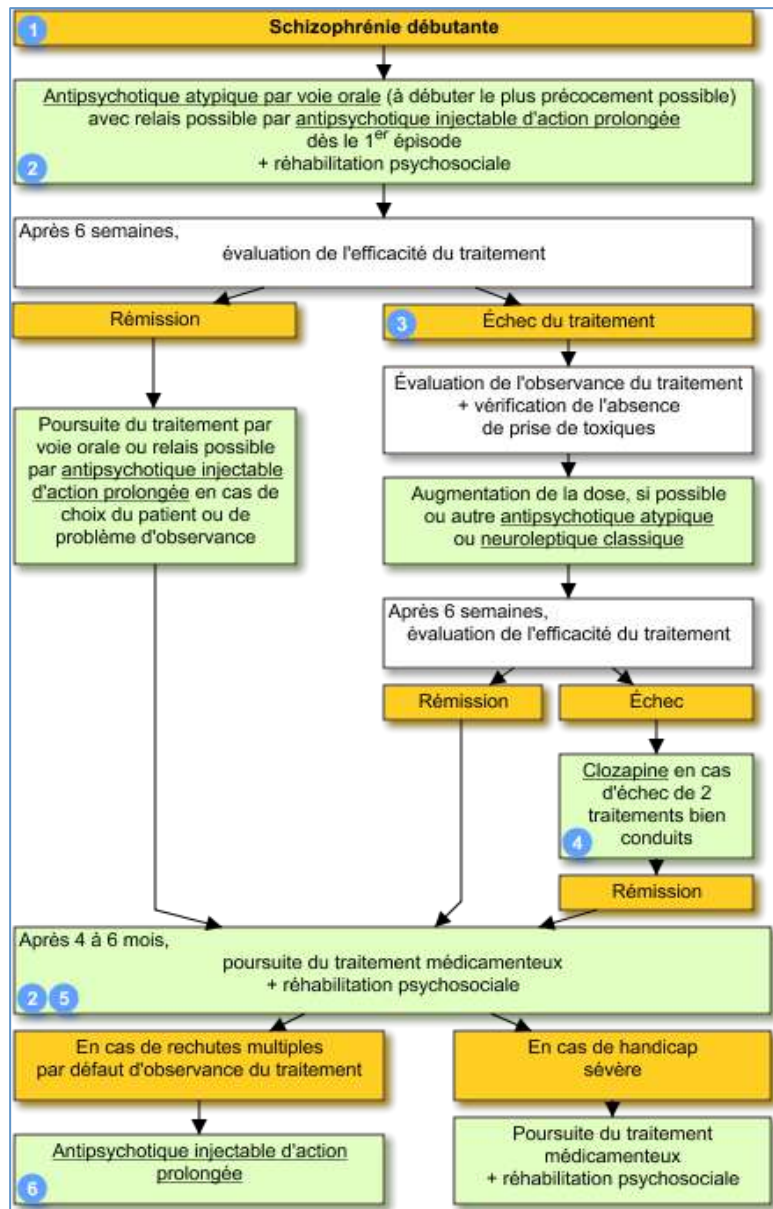 1
Schizophrénie débutante
Antipsychotique atypique par voie orale (à débuter le plus précocement possible)
avec relais possible par antipsychotique injectable d'action prolongée
dès le 1er épisode
+ réhabilitation psychosociale
2
Après 6 semaines,
évaluation de l'efficacité du traitement
Rémission
3
Échec du traitement
Évaluation de l'observance du traitement
+ vérification de l'absence
de prise de toxiques
Poursuite du traitement par
voie orale ou relais possible
par antipsychotique injectable
d'action prolongée en cas de
choix du patient ou de
problème d'observance
Augmentation de la dose, si possible
ou autre antipsychotique atypique
ou neuroleptique classique
Après 6 semaines,
évaluation de l'efficacité du traitement
Rémission
Échec
Clozapine en cas
d'échec de 2
traitements bien
conduits
4
Rémission
Après 4 à 6 mois,
poursuite du traitement médicamenteux
+ réhabilitation psychosociale
2 5
En cas de rechutes multiples
par défaut d'observance du traitement
En cas de handicap
sévère
Antipsychotique injectable d'action
prolongée
6
Poursuite du traitement
médicamenteux
+ réhabilitation psychosociale